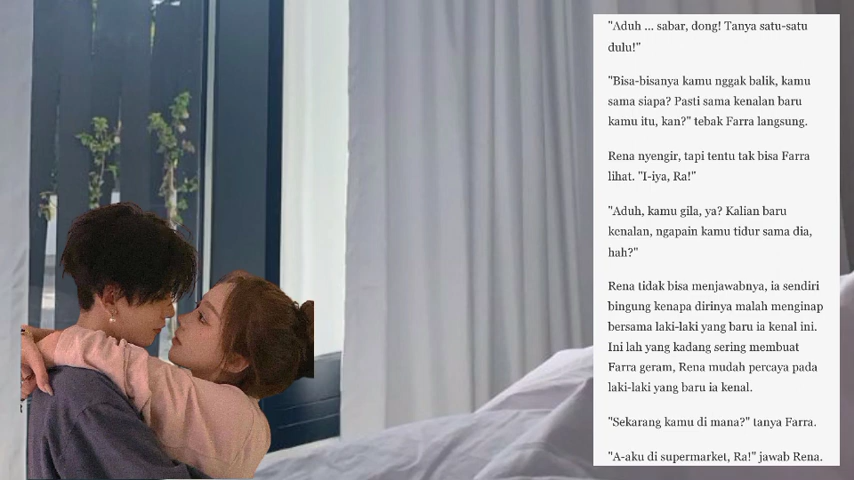 "Aduh ... sabar, dong! Tanya satu-satu
dulu!"
"Bisa-bisanya kamu nggak balik, kamu
sama siapa? Pasti sama kenalan baru
kamu itu, kan?" tebak Farra langsung.
Rena nyengir, tapi tentu tak bisa Farra
lihat. "I-iya, Ra!"
"Aduh, kamu gila, ya? Kalian baru
kenalan, ngapain kamu tidur sama dia,
hah?"
Rena tidak bisa menjawabnya, ia sendiri
bingung kenapa dirinya malah menginap
bersama laki-laki yang baru ia kenal ini.
Ini lah yang kadang sering membuat
Farra geram, Rena mudah percaya pada
laki-laki yang baru ia kenal.
"Sekarang kamu di mana?" tanya Farra.
"A-aku di supermarket, Ra!" jawab Rena.